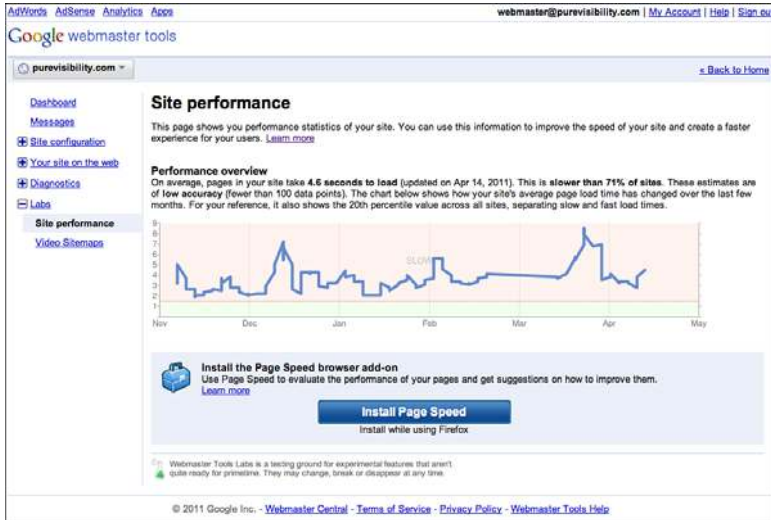 AdWords AdSense Analytics Apps
webmaster@purevisibility.com | My Account | Help | Sign ou
Google webmaster tools
purevisibility.com
« Back to Home
Dashboard
Messages
Site configuration
Your site on the web
Diagnostics
Labs
Site performance
Video Sitemaps
Site performance
This page shows you performance statistics of your site. You can use this information to improve the speed of your site and create a faster
experience for your users. Learn more
Performance overview
On average, pages in your site take 4.6 seconds to load (updated on Apr 14, 2011). This is slower than 71% of sites. These estimates are
of low accuracy (fewer than 100 data points). The chart below shows how your site's average page load time has changed over the last few
months. For your reference, it also shows the 20th percentile value across all sites, separating slow and fast load times.
9
8
7
6
5
4
3
2
1
SLOW
Nov Dec Jan Feb Mar Apr May
Install the Page Speed browser add-on
Use Page Speed to evaluate the performance of your pages and get suggestions on how to improve them.
Learn more
Install Page Speed
Install while using Firefox
Webmaster Tools Labs is a testing ground for experimental features that aren't
quite ready for primetime. They may change, break or disappear at any time.
© 2011 Google Inc. - Webmaster Central - Terms of Service - Privacy Policy - Webmaster Tools Help